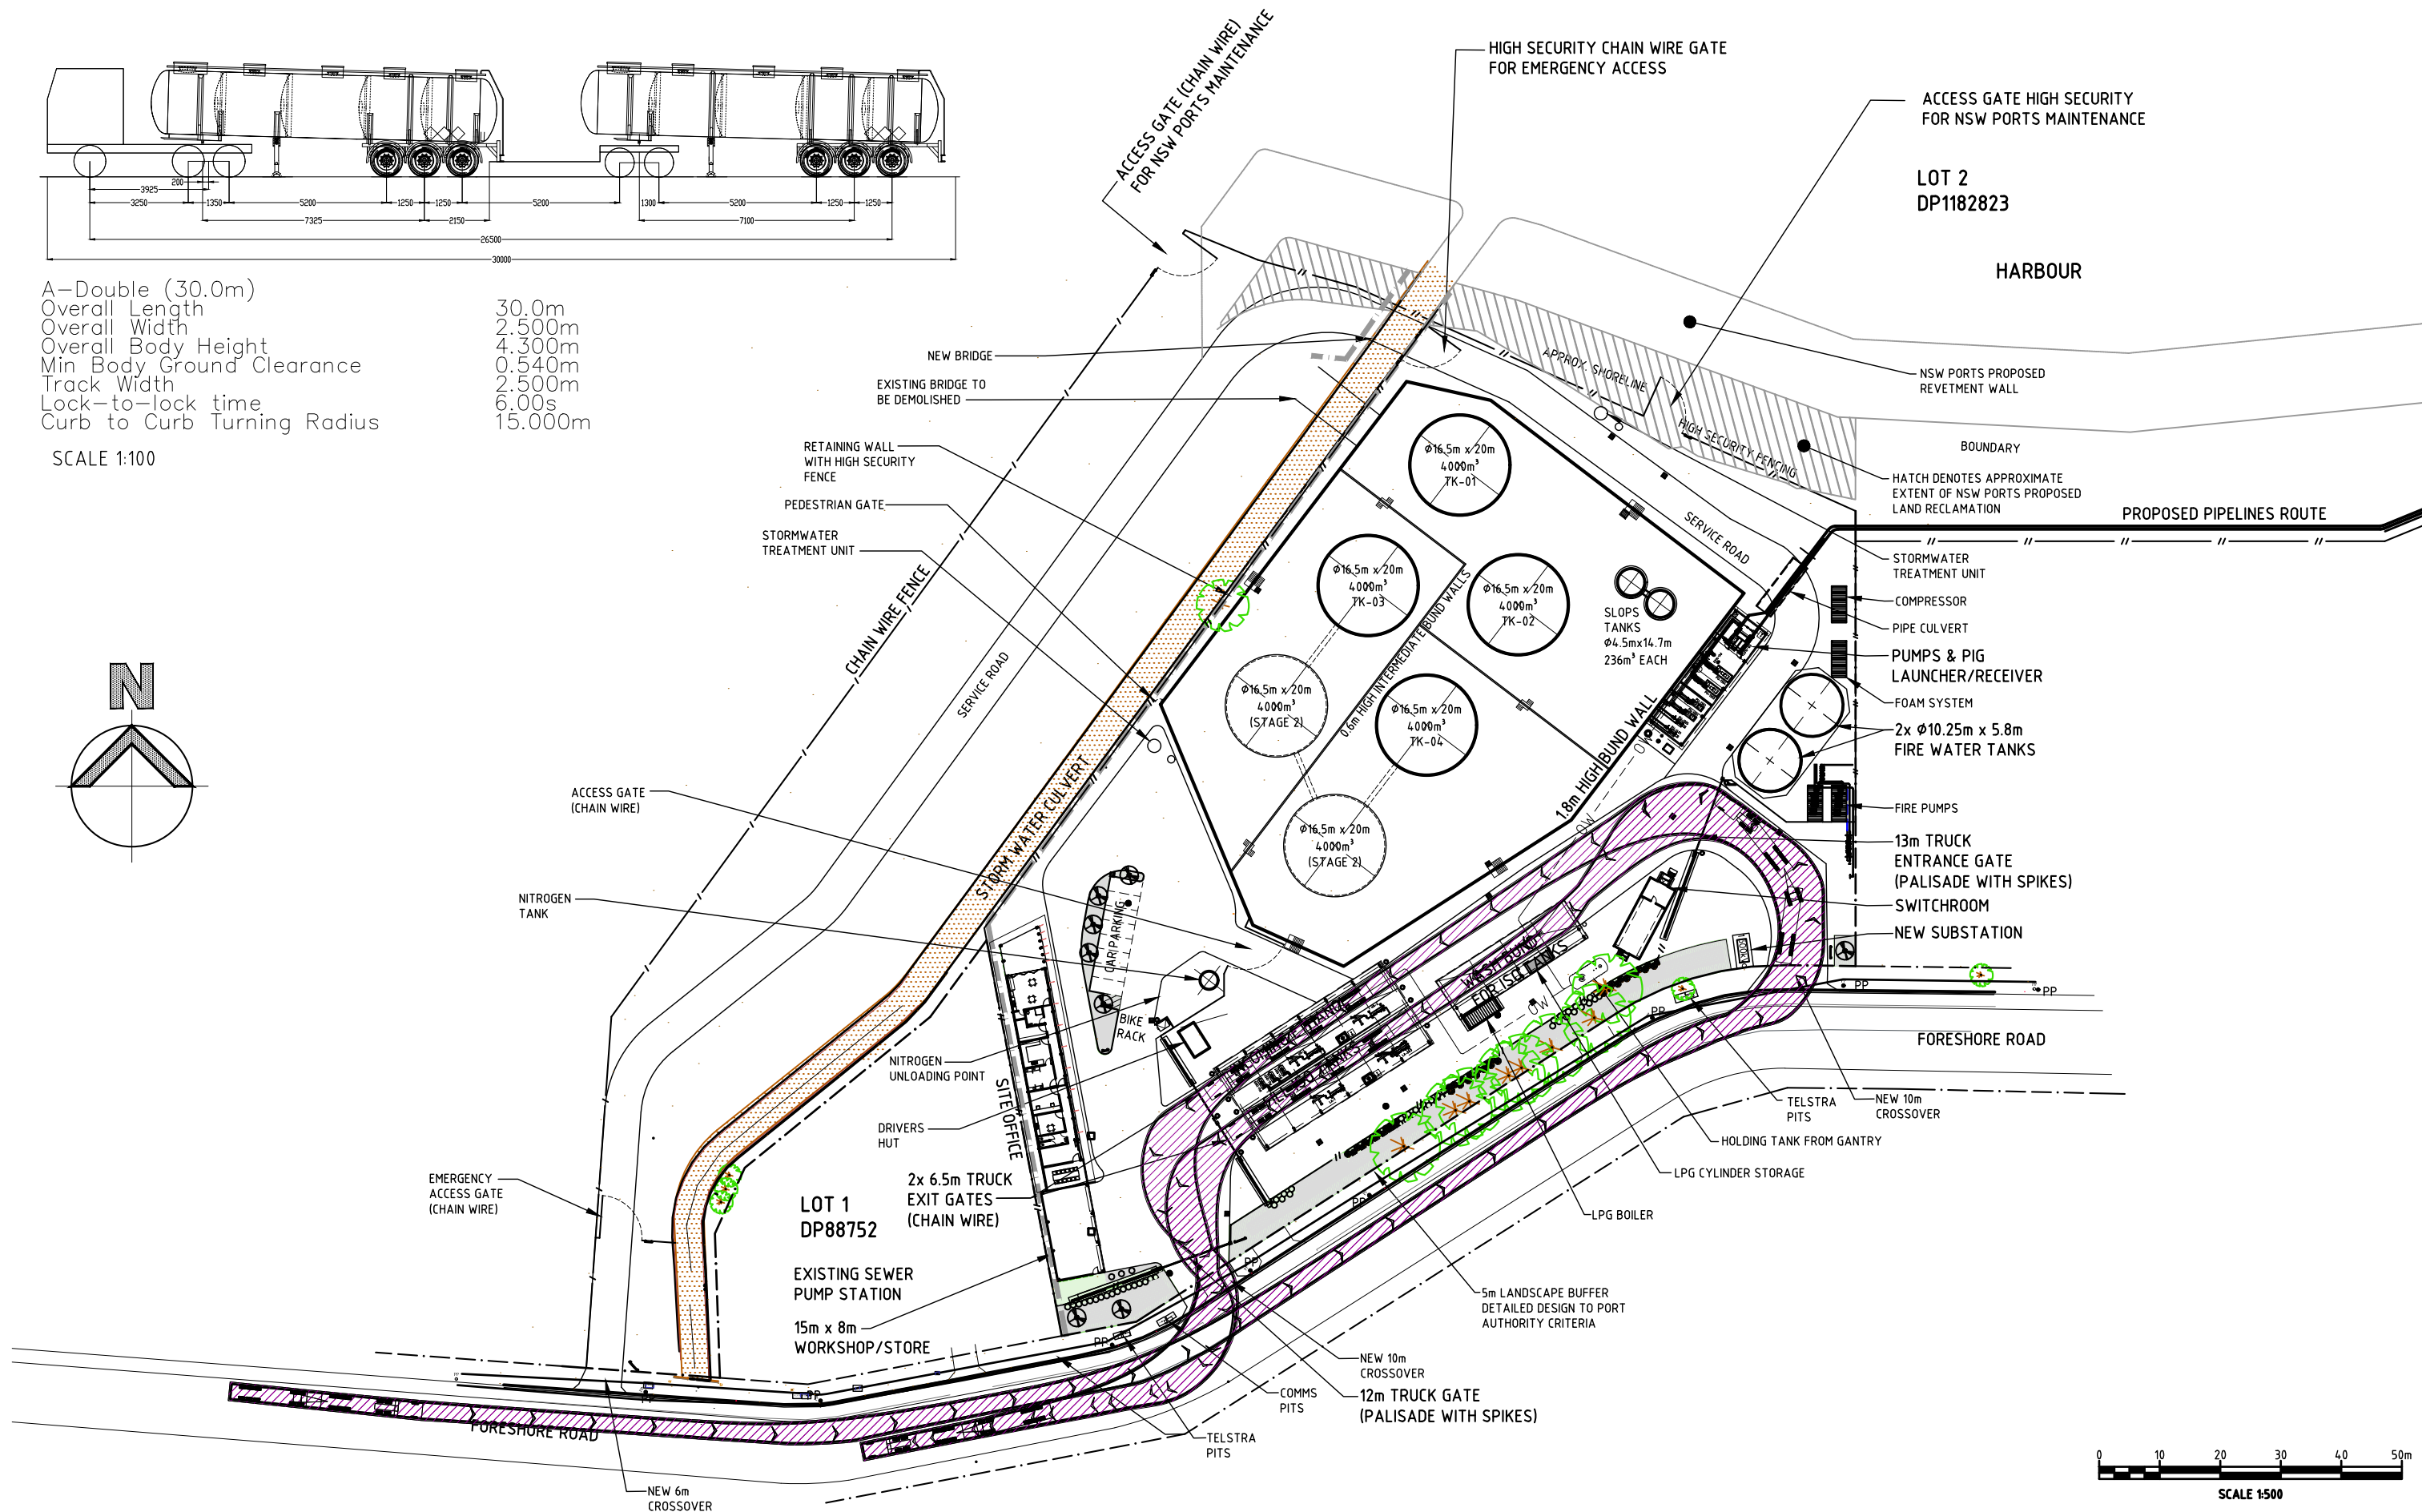 200
3925
3250
1350
5200
1250
1250
5200
1300
5200
1250
1250
7325
2150
7100
26500
30000
A-Double (30.0m)
Overall Length 30.0m
Overall Width 2.500m
Overall Body Height 4.300m
Min Body Ground Clearance 0.540m
Track Width 2.500m
Lock-to-lock time 6.00s
Curb to Curb Turning Radius 15.000m
SCALE 1:100
N
ACCESS GATE (CHAIN WIRE)
FOR NSW PORTS MAINTENANCE
HIGH SECURITY CHAIN WIRE GATE
FOR EMERGENCY ACCESS
ACCESS GATE HIGH SECURITY
FOR NSW PORTS MAINTENANCE
LOT 2
DP1182823
HARBOUR
NEW BRIDGE
EXISTING BRIDGE TO
BE DEMOLISHED
RETAINING WALL
WITH HIGH SECURITY
FENCE
PEDESTRIAN GATE
STORMWATER
TREATMENT UNIT
CHAIN WIRE FENCE
SERVICE ROAD
STORM WATER CULVERT
APPROX. SHORELINE
HIGH SECURITY FENCING
SERVICE ROAD
NSW PORTS PROPOSED
REVETMENT WALL
BOUNDARY
HATCH DENOTES APPROXIMATE
EXTENT OF NSW PORTS PROPOSED
LAND RECLAMATION
PROPOSED PIPELINES ROUTE
STORMWATER
TREATMENT UNIT
COMPRESSOR
PIPE CULVERT
PUMPS & PIG
LAUNCHER/RECEIVER
FOAM SYSTEM
2x Ø10.25m x 5.8m
FIRE WATER TANKS
FIRE PUMPS
13m TRUCK
ENTRANCE GATE
(PALISADE WITH SPIKES)
SWITCHROOM
NEW SUBSTATION
Ø16.5m x 20m
4000m³
TK-01
Ø16.5m x 20m
4000m³
TK-03
Ø16.5m x 20m
4000m³
TK-02
Ø16.5m x 20m
4000m³
(STAGE 2)
Ø16.5m x 20m
4000m³
TK-04
Ø16.5m x 20m
4000m³
(STAGE 2)
SLOPS
TANKS
Ø4.5mx14.7m
236m³ EACH
0.6m HIGH INTERMEDIATE BUND WALLS
1.8m HIGH BUND WALL
OW
OW
OW
ACCESS GATE
(CHAIN WIRE)
NITROGEN
TANK
CAR PARKING
BIKE
RACK
NITROGEN
UNLOADING POINT
DRIVERS
HUT
SITE OFFICE
WASH BUND
FOR ISO TANKS
2x 6.5m TRUCK
EXIT GATES
(CHAIN WIRE)
EMERGENCY
ACCESS GATE
(CHAIN WIRE)
LOT 1
DP88752
EXISTING SEWER
PUMP STATION
15m x 8m
WORKSHOP/STORE
PP
PP
PP
PP
PP
PP
PP
FORESHORE ROAD
TELSTRA
PITS
NEW 10m
CROSSOVER
HOLDING TANK FROM GANTRY
LPG CYLINDER STORAGE
LPG BOILER
5m LANDSCAPE BUFFER
DETAILED DESIGN TO PORT
AUTHORITY CRITERIA
NEW 10m
CROSSOVER
COMMS
PITS
12m TRUCK GATE
(PALISADE WITH SPIKES)
TELSTRA
PITS
FORESHORE ROAD
NEW 6m
CROSSOVER
0 10 20 30 40 50m
SCALE 1:500